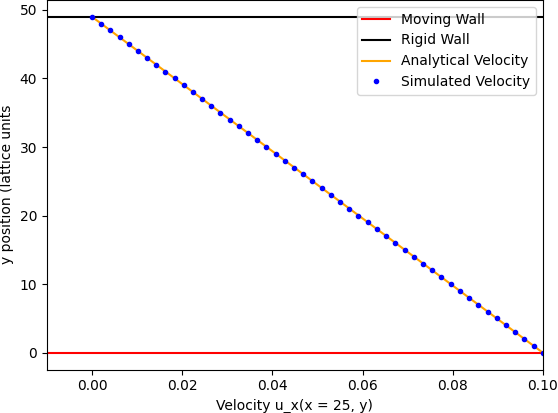 50
40
30
20
10
0
y position (lattice units
Moving Wall
Rigid Wall
Analytical Velocity
Simulated Velocity
0.00 0.02 0.04 0.06 0.08 0.10
Velocity u_x(x = 25, y)